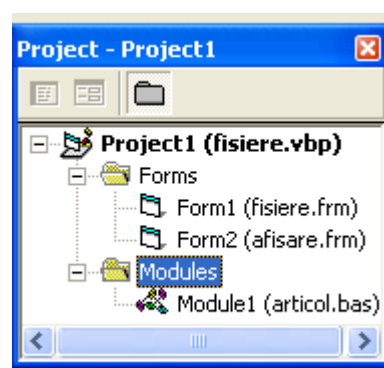 Project - Project1
Project1 (fisiere.vbp)
Forms
Form1 (fisiere.frm)
Form2 (afisare.frm)
Modules
Module1 (articol.bas)